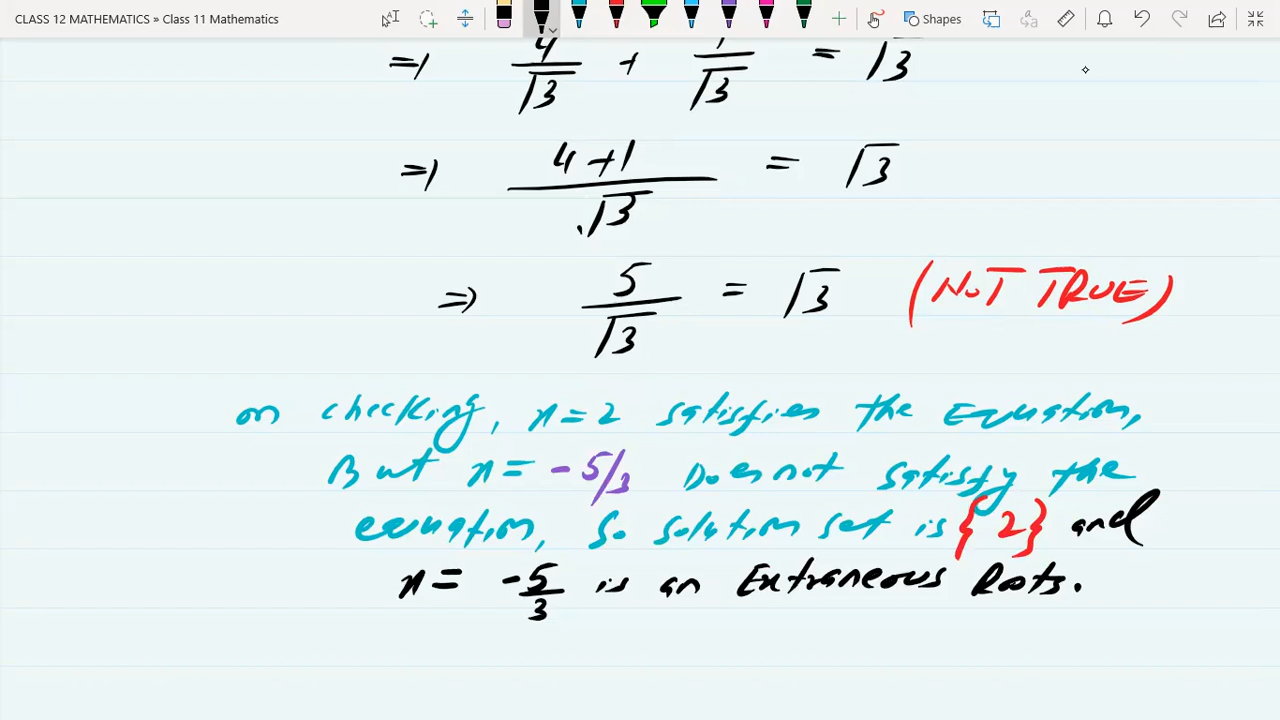 CLASS 12 MATHEMATICS » Class 11 Mathematics
Shapes
=> 4/√3 + 1/√3 = √3
=> 4+1/√3 = √3
=> 5/√3 = √3 (NOT TRUE)
on checking, x=2 satisfies the Equation,
But x= -5/3 Does not satisfy the
equation, So solution set is {2} and
x= -5/3 is an Extraneous Roots.